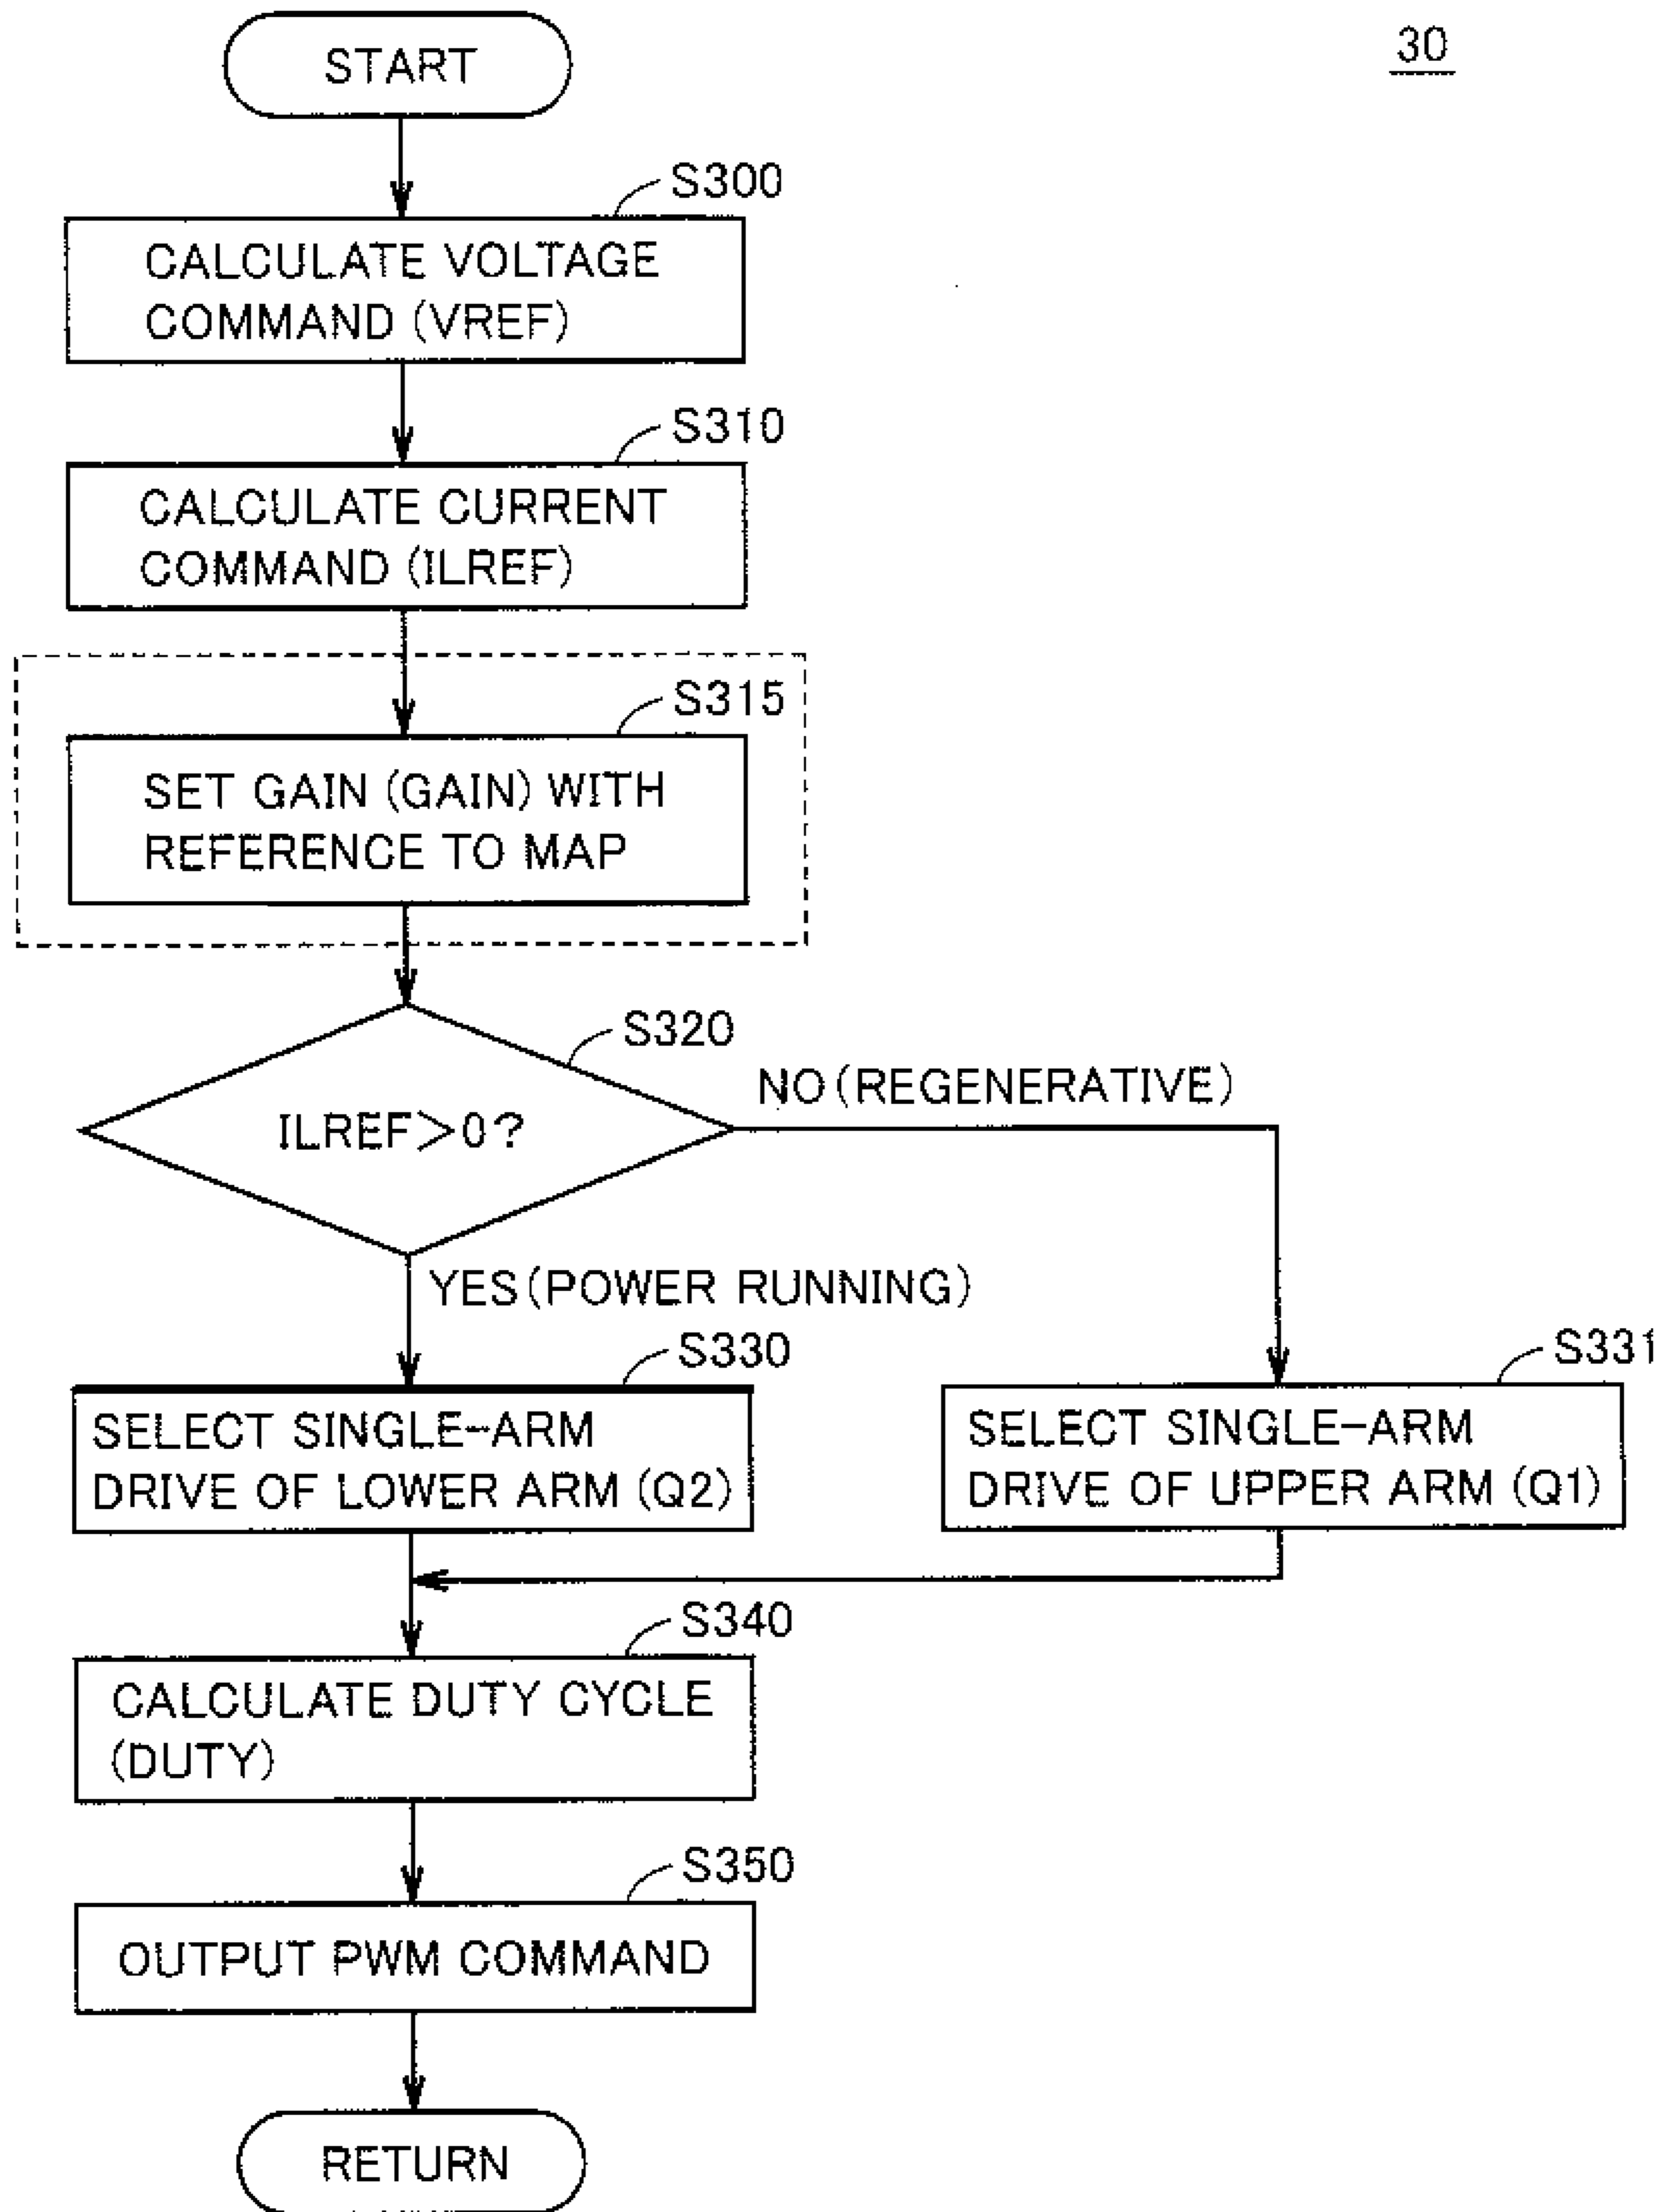 30
START
S300
CALCULATE VOLTAGE
COMMAND (VREF)
S310
CALCULATE CURRENT
COMMAND (ILREF)
S315
SET GAIN (GAIN) WITH
REFERENCE TO MAP
S320
ILREF>0?
NO(REGENERATIVE)
YES(POWER RUNNING)
S330
SELECT SINGLE-ARM
DRIVE OF LOWER ARM (Q2)
S331
SELECT SINGLE-ARM
DRIVE OF UPPER ARM (Q1)
S340
CALCULATE DUTY CYCLE
(DUTY)
S350
OUTPUT PWM COMMAND
RETURN